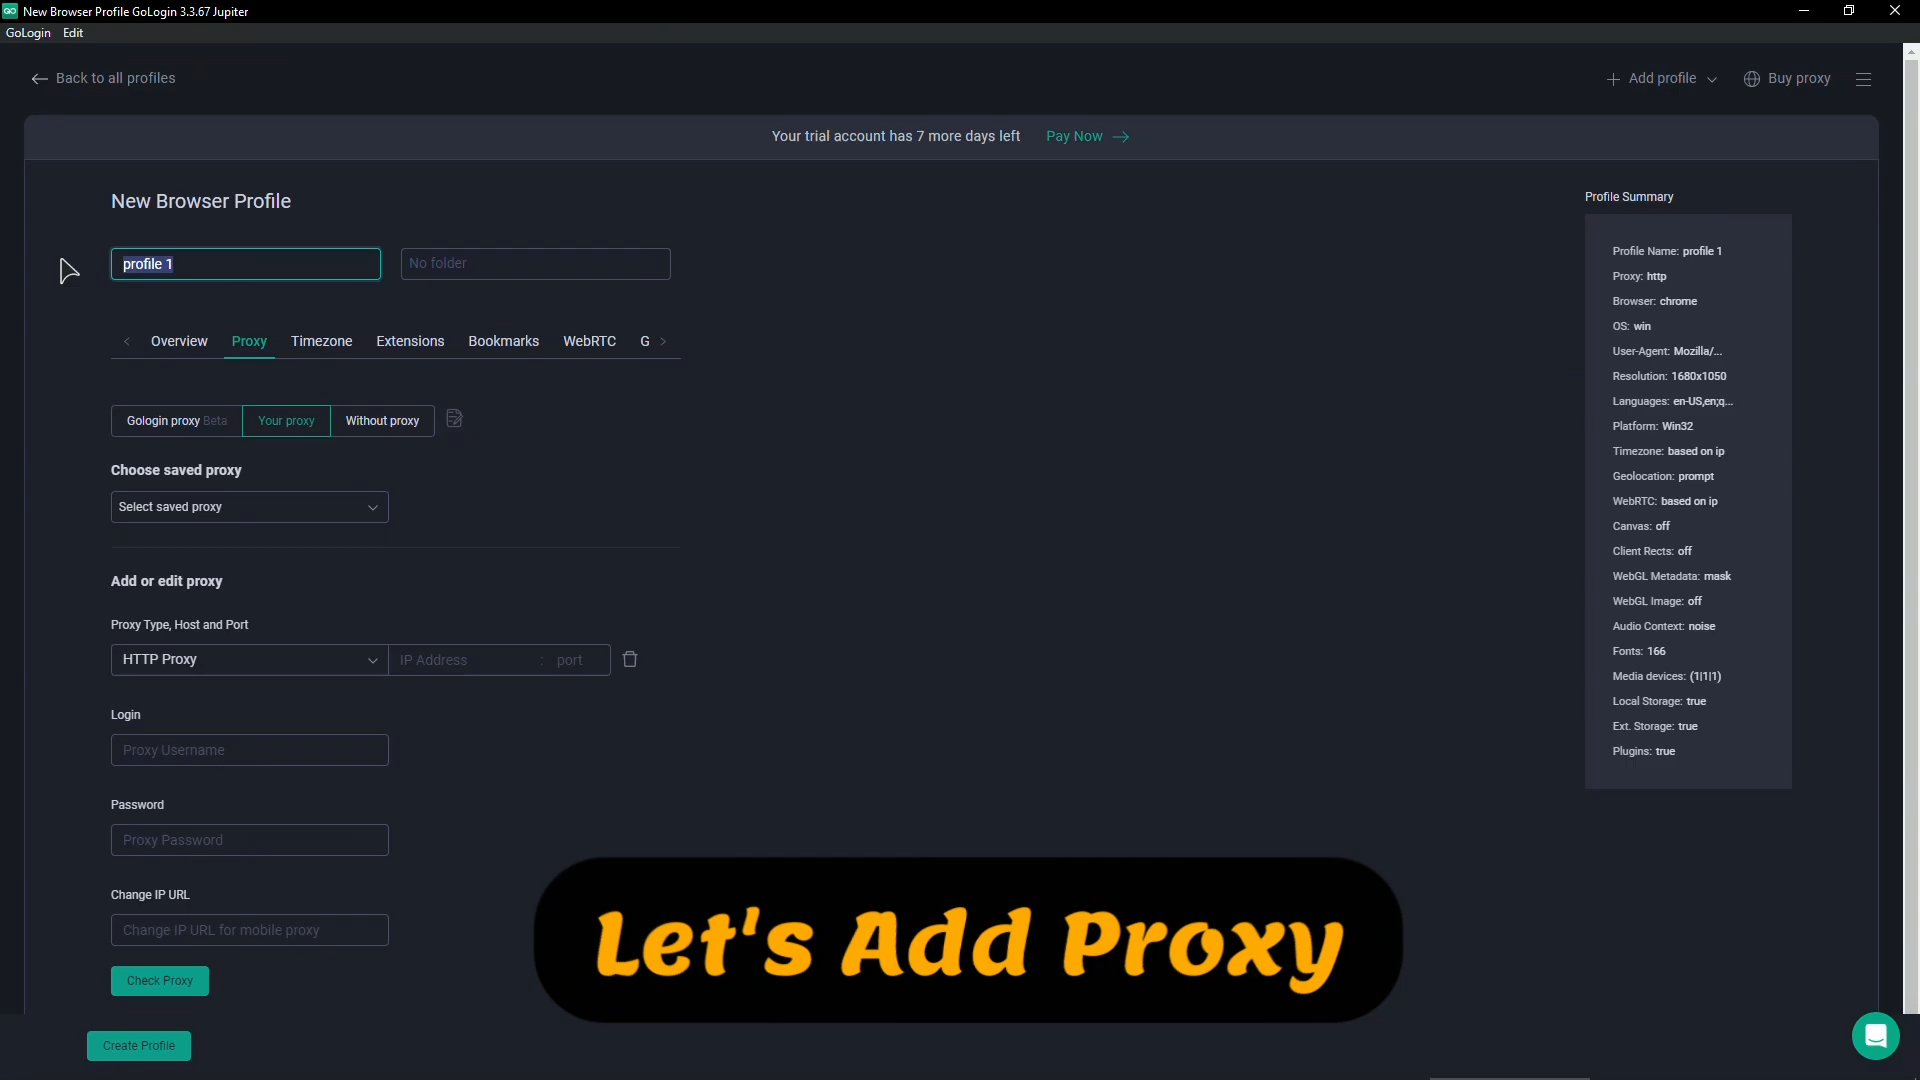 GO New Browser Profile GoLogin 3.3.67 Jupiter
GoLogin Edit
Back to all profiles
Add profile
Buy proxy
Your trial account has 7 more days left Pay Now
New Browser Profile
profile 1
No folder
Overview Proxy Timezone Extensions Bookmarks WebRTC G
Gologin proxy Beta Your proxy Without proxy
Choose saved proxy
Select saved proxy
Add or edit proxy
Proxy Type, Host and Port
HTTP Proxy
IP Address : port
Login
Proxy Username
Password
Proxy Password
Change IP URL
Change IP URL for mobile proxy
Check Proxy
Create Profile
Profile Summary
Profile Name: profile 1
Proxy: http
Browser: chrome
OS: win
User-Agent: Mozilla/...
Resolution: 1680x1050
Languages: en-US,en;q...
Platform: Win32
Timezone: based on ip
Geolocation: prompt
WebRTC: based on ip
Canvas: off
Client Rects: off
WebGL Metadata: mask
WebGL Image: off
Audio Context: noise
Fonts: 166
Media devices: (1|1|1)
Local Storage: true
Ext. Storage: true
Plugins: true
Let's Add Proxy